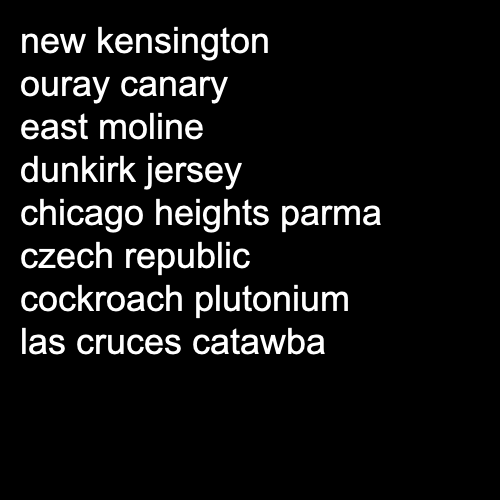 new kensington
ouray canary
east moline
dunkirk jersey
chicago heights parma
czech republic
cockroach plutonium
las cruces catawba